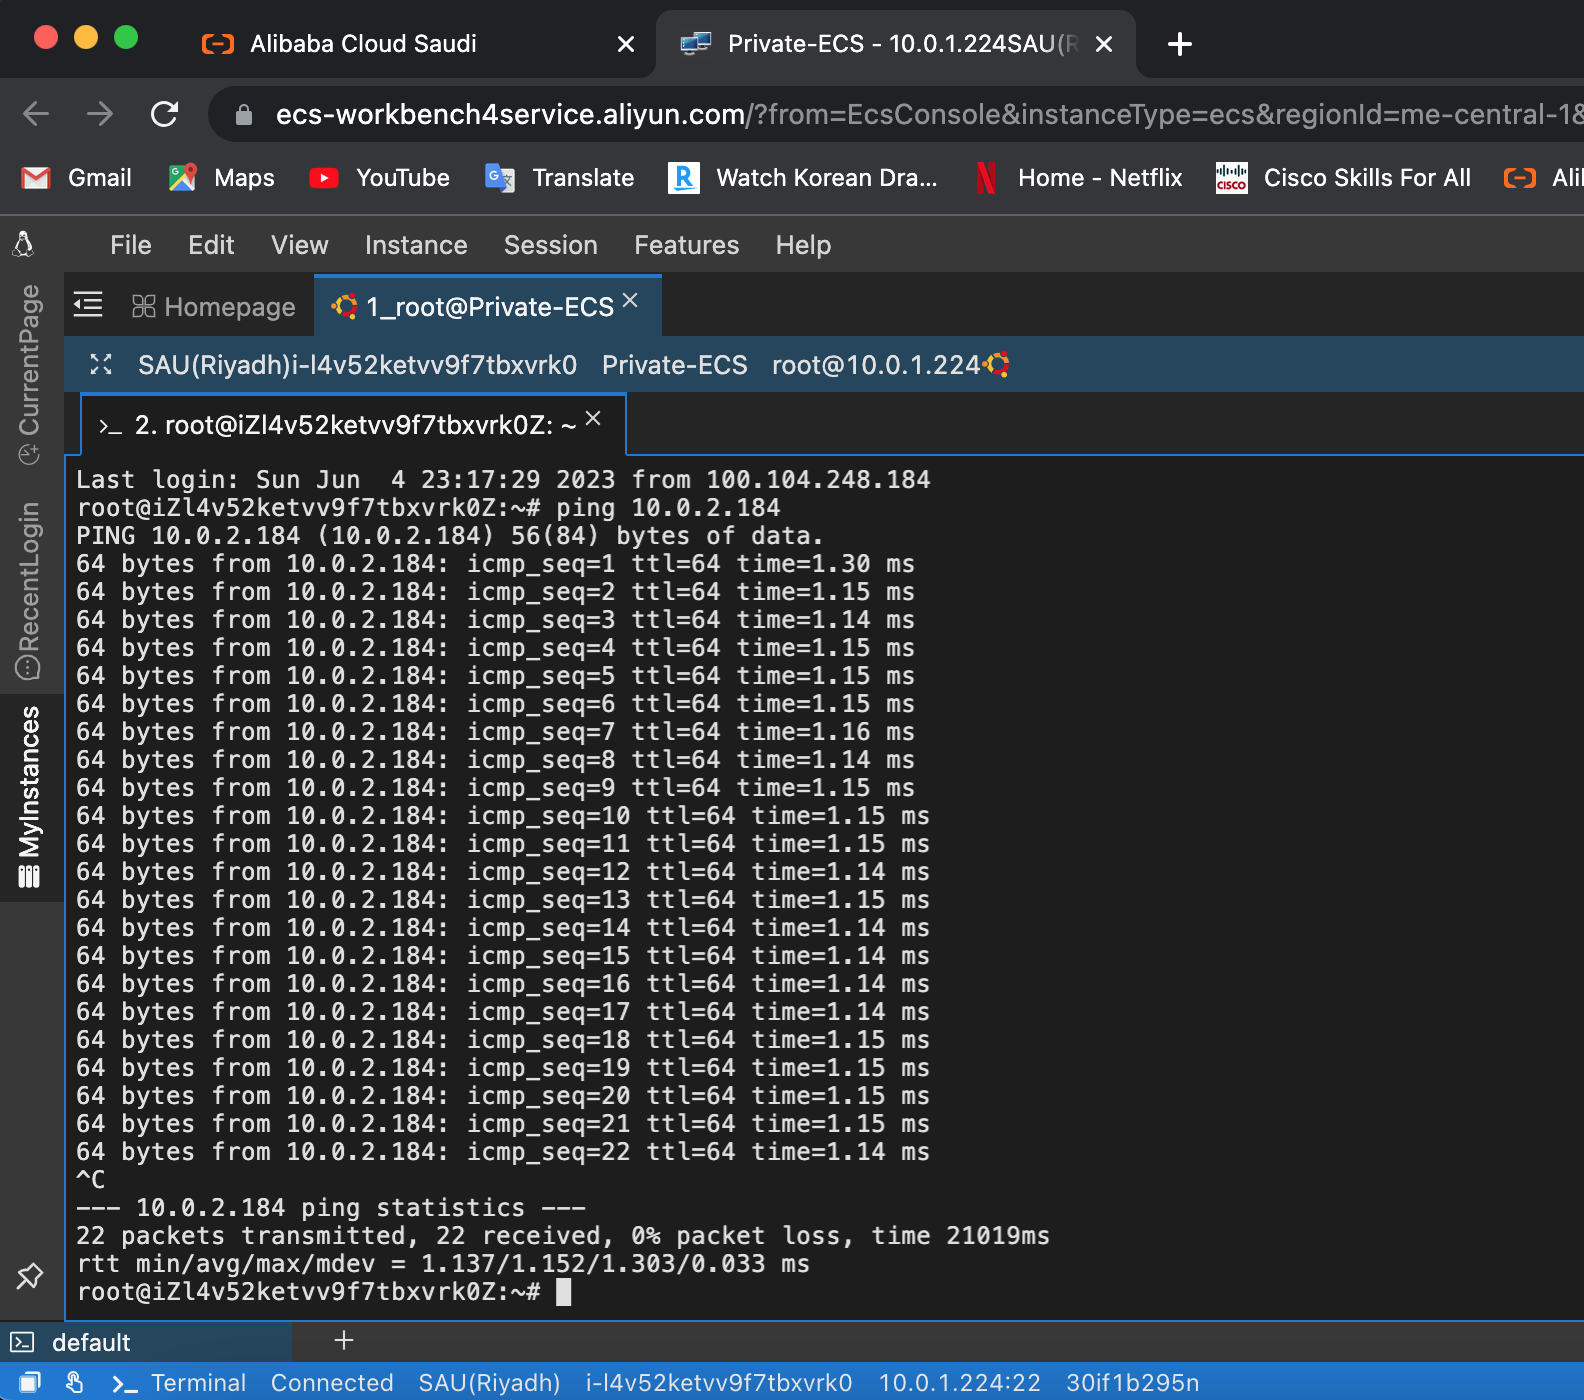 Alibaba Cloud Saudi
Private-ECS - 10.0.1.224SAU(R
ecs-workbench4service.aliyun.com/?from=EcsConsole&instanceType=ecs&regionId=me-central-1&
Gmail Maps YouTube Translate R Watch Korean Dra... Home - Netflix CISCO Cisco Skills For All Ali
File Edit View Instance Session Features Help
CurrentPage
RecentLogin
MyInstances
Homepage 1_root@Private-ECS
SAU(Riyadh)i-l4v52ketvv9f7tbxvrk0 Private-ECS root@10.0.1.224
>_ 2. root@iZl4v52ketvv9f7tbxvrk0Z: ~
Last login: Sun Jun  4 23:17:29 2023 from 100.104.248.184
root@iZl4v52ketvv9f7tbxvrk0Z:~# ping 10.0.2.184
PING 10.0.2.184 (10.0.2.184) 56(84) bytes of data.
64 bytes from 10.0.2.184: icmp_seq=1 ttl=64 time=1.30 ms
64 bytes from 10.0.2.184: icmp_seq=2 ttl=64 time=1.15 ms
64 bytes from 10.0.2.184: icmp_seq=3 ttl=64 time=1.14 ms
64 bytes from 10.0.2.184: icmp_seq=4 ttl=64 time=1.15 ms
64 bytes from 10.0.2.184: icmp_seq=5 ttl=64 time=1.15 ms
64 bytes from 10.0.2.184: icmp_seq=6 ttl=64 time=1.15 ms
64 bytes from 10.0.2.184: icmp_seq=7 ttl=64 time=1.16 ms
64 bytes from 10.0.2.184: icmp_seq=8 ttl=64 time=1.14 ms
64 bytes from 10.0.2.184: icmp_seq=9 ttl=64 time=1.15 ms
64 bytes from 10.0.2.184: icmp_seq=10 ttl=64 time=1.15 ms
64 bytes from 10.0.2.184: icmp_seq=11 ttl=64 time=1.15 ms
64 bytes from 10.0.2.184: icmp_seq=12 ttl=64 time=1.14 ms
64 bytes from 10.0.2.184: icmp_seq=13 ttl=64 time=1.15 ms
64 bytes from 10.0.2.184: icmp_seq=14 ttl=64 time=1.14 ms
64 bytes from 10.0.2.184: icmp_seq=15 ttl=64 time=1.14 ms
64 bytes from 10.0.2.184: icmp_seq=16 ttl=64 time=1.14 ms
64 bytes from 10.0.2.184: icmp_seq=17 ttl=64 time=1.14 ms
64 bytes from 10.0.2.184: icmp_seq=18 ttl=64 time=1.15 ms
64 bytes from 10.0.2.184: icmp_seq=19 ttl=64 time=1.15 ms
64 bytes from 10.0.2.184: icmp_seq=20 ttl=64 time=1.15 ms
64 bytes from 10.0.2.184: icmp_seq=21 ttl=64 time=1.15 ms
64 bytes from 10.0.2.184: icmp_seq=22 ttl=64 time=1.14 ms
^C
--- 10.0.2.184 ping statistics ---
22 packets transmitted, 22 received, 0% packet loss, time 21019ms
rtt min/avg/max/mdev = 1.137/1.152/1.303/0.033 ms
root@iZl4v52ketvv9f7tbxvrk0Z:~#
default
Terminal Connected SAU(Riyadh) i-l4v52ketvv9f7tbxvrk0 10.0.1.224:22 30if1b295n